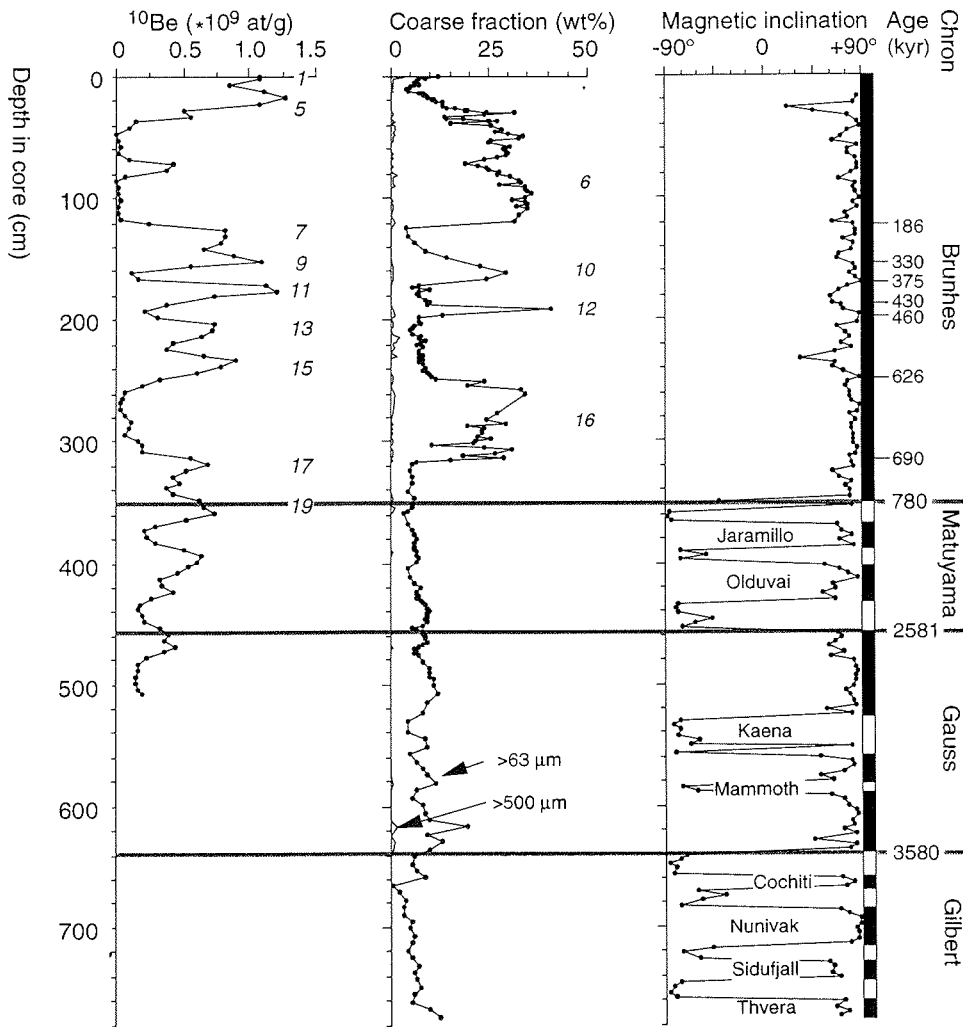 ¹⁰Be (*10⁹ at/g)
0 0.5 1.0 1.5
Coarse fraction (wt%)
0 25 50
Magnetic inclination
-90° 0 +90°
Age (kyr)
Chron
Depth in core (cm)
0
100
200
300
400
500
600
700
1
5
7
9
11
13
15
17
19
6
10
12
16
>63 µm
>500 µm
Jaramillo
Olduvai
Kaena
Mammoth
Cochiti
Nunivak
Sidufjall
Thvera
186
330
375
430
460
626
690
780
2581
3580
Brunhes
Matuyama
Gauss
Gilbert